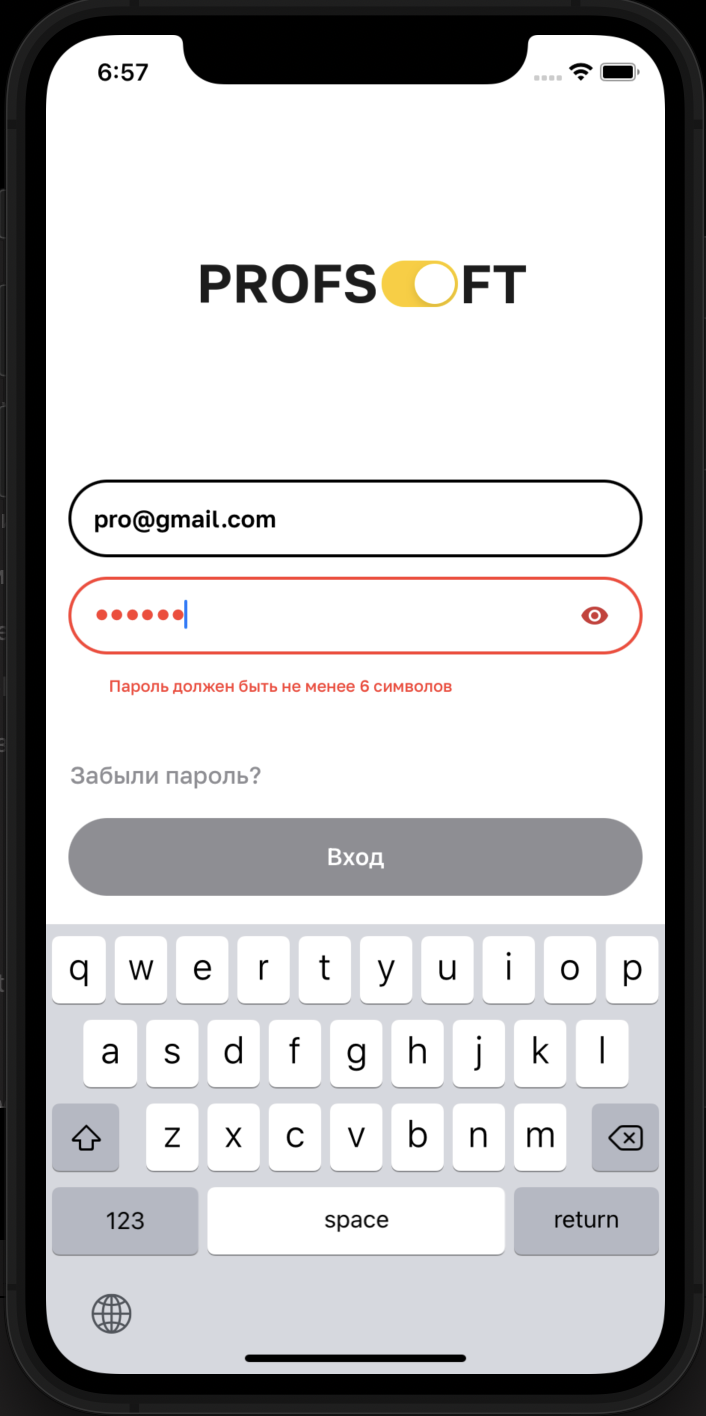 6:57
PROFSOFT
pro@gmail.com
Пароль должен быть не менее 6 символов
Забыли пароль?
Вход
q w e r t y u i o p
a s d f g h j k l
z x c v b n m
123 space return